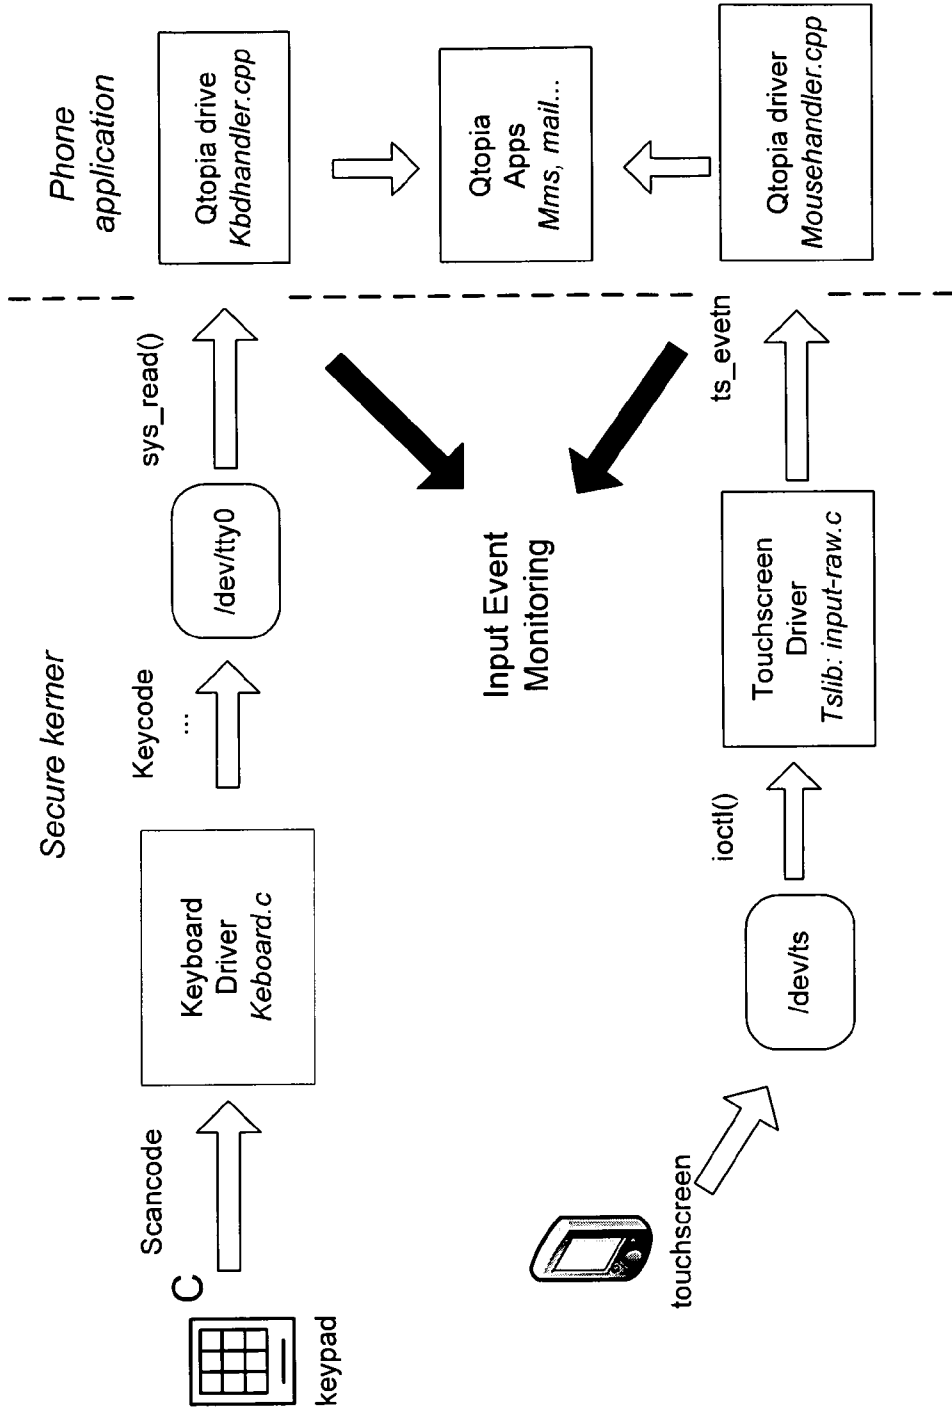 Secure kerner
Phone
application
C
keypad
Scancode
Keyboard
Driver
Keboard.c
Keycode
...
/dev/tty0
sys_read()
Qtopia drive
Kbdhandler.cpp
Input Event
Monitoring
Qtopia
Apps
Mms, mail...
touchscreen
/dev/ts
ioctl()
Touchscreen
Driver
Tslib: input-raw.c
ts_evetn
Qtopia driver
Mousehandler.cpp